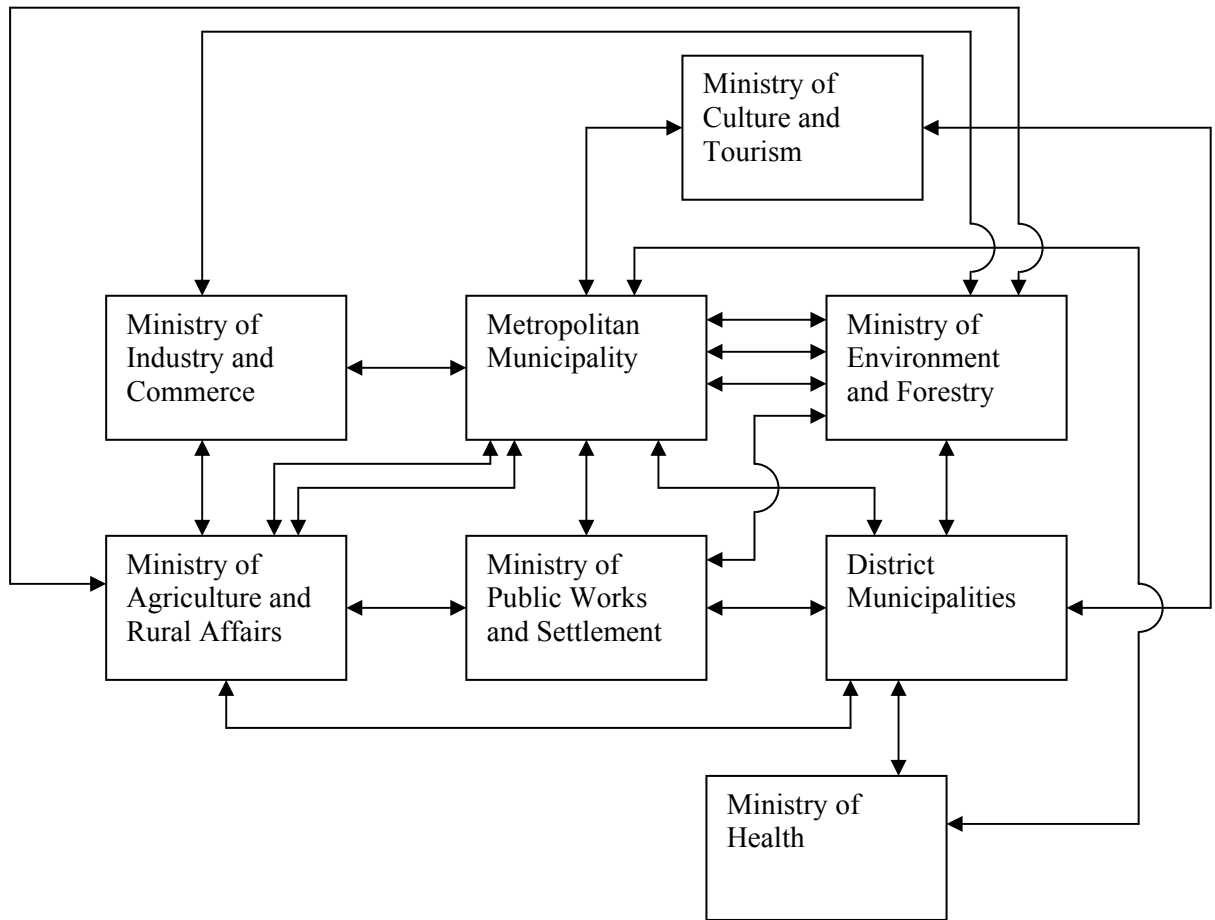 Ministry of
Culture and
Tourism
Ministry of
Industry and
Commerce
Metropolitan
Municipality
Ministry of
Environment
and Forestry
Ministry of
Agriculture and
Rural Affairs
Ministry of
Public Works
and Settlement
District
Municipalities
Ministry of
Health